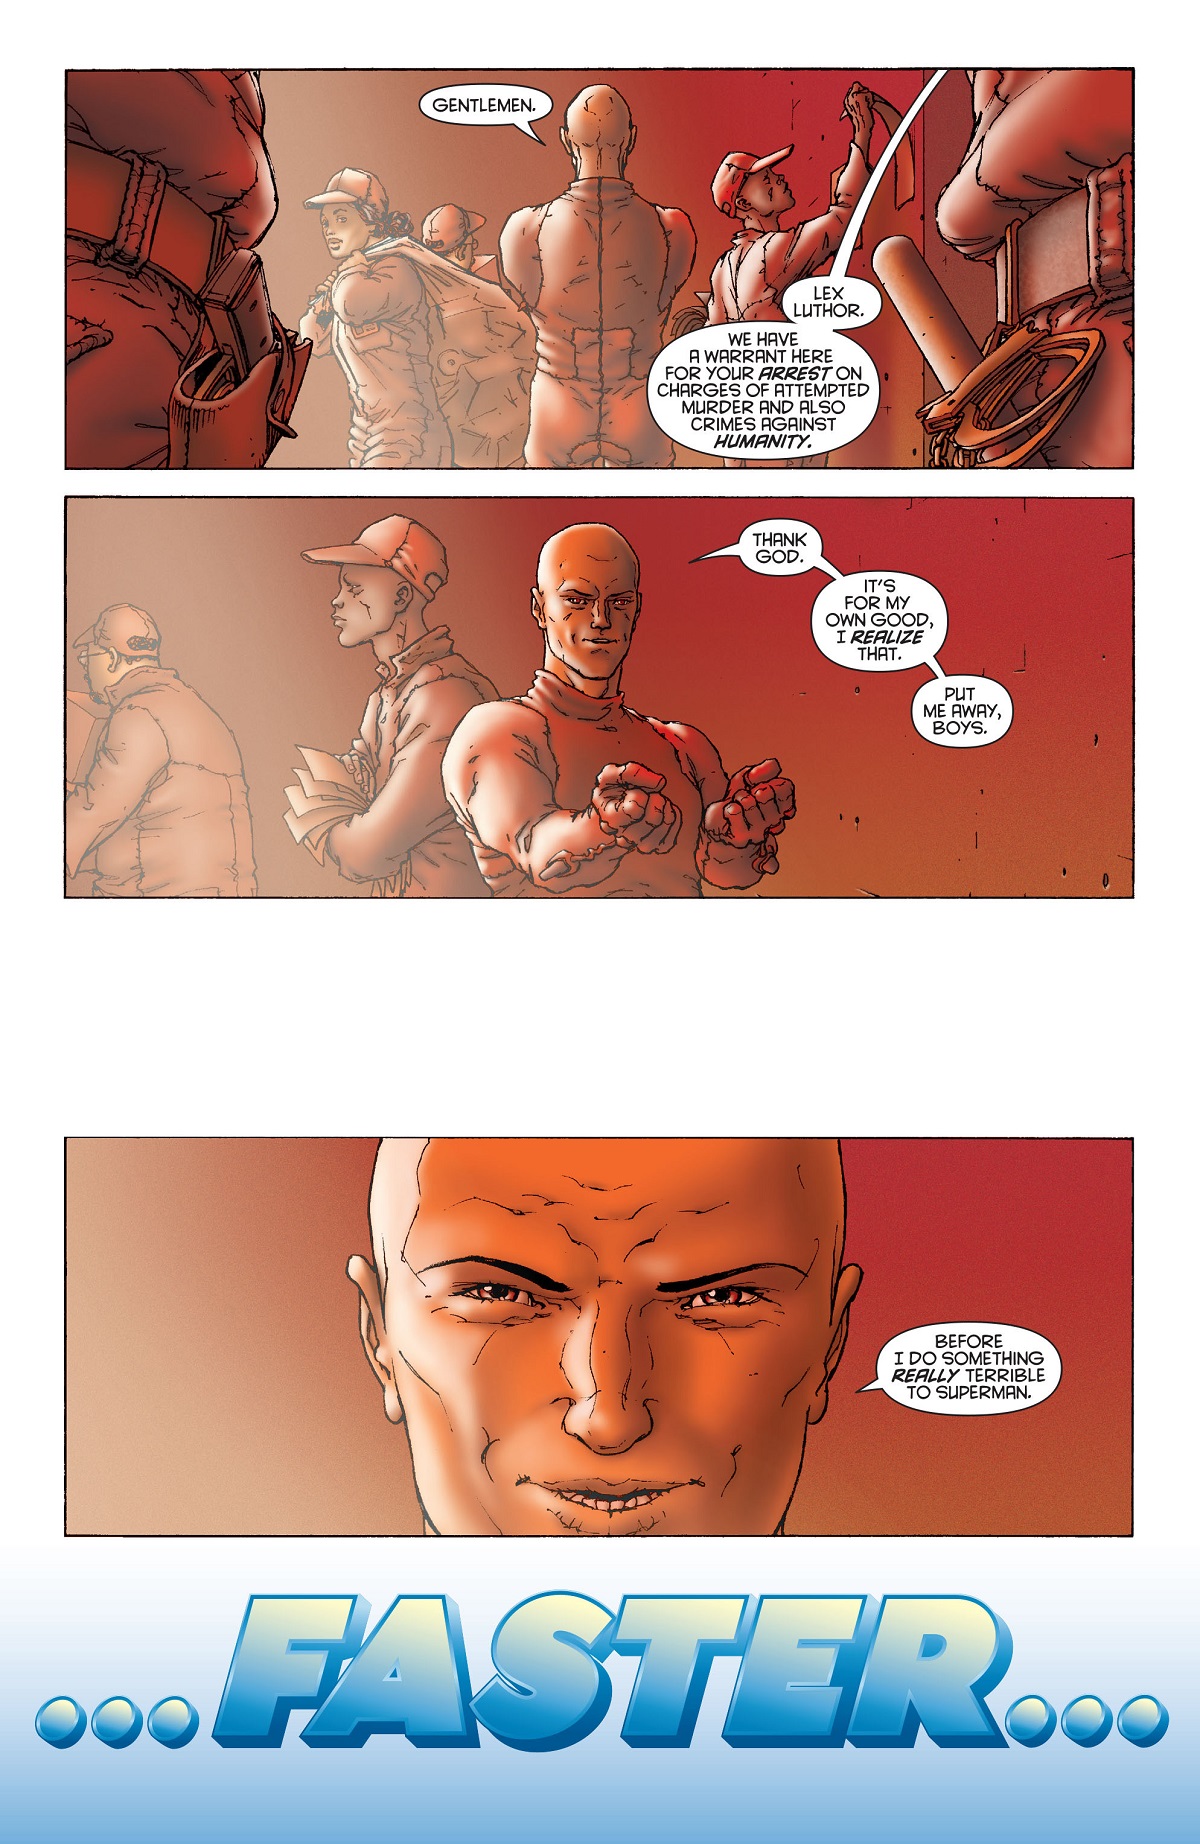 GENTLEMEN.
LEX
LUTHOR.
WE HAVE
A WARRANT HERE
FOR YOUR ARREST ON
CHARGES OF ATTEMPTED
MURDER AND ALSO
CRIMES AGAINST
HUMANITY.
THANK
GOD.
IT'S
FOR MY
OWN GOOD,
I REALIZE
THAT.
PUT
ME AWAY,
BOYS.
BEFORE
I DO SOMETHING
REALLY TERRIBLE
TO SUPERMAN.
...FASTER...